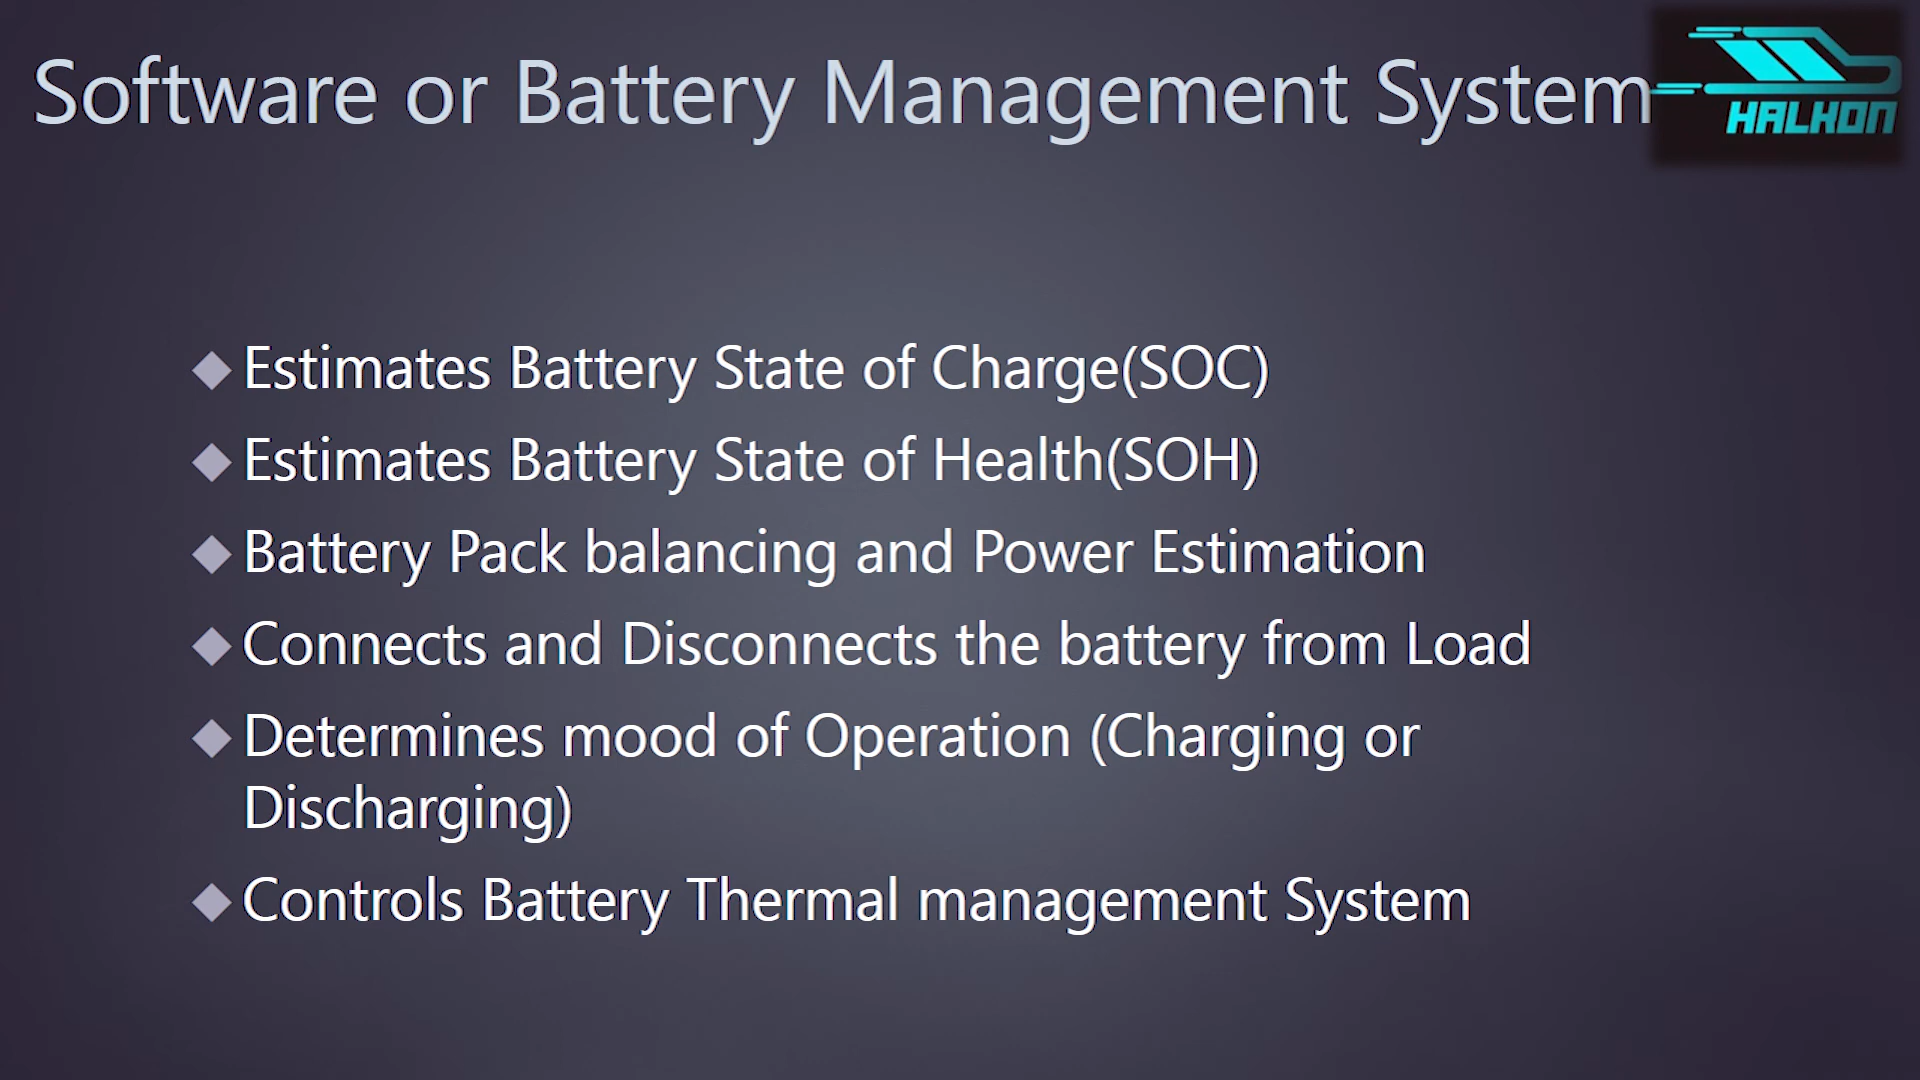 Software or Battery Management System
HALKON
Estimates Battery State of Charge(SOC)
Estimates Battery State of Health(SOH)
Battery Pack balancing and Power Estimation
Connects and Disconnects the battery from Load
Determines mood of Operation (Charging or
Discharging)
Controls Battery Thermal management System